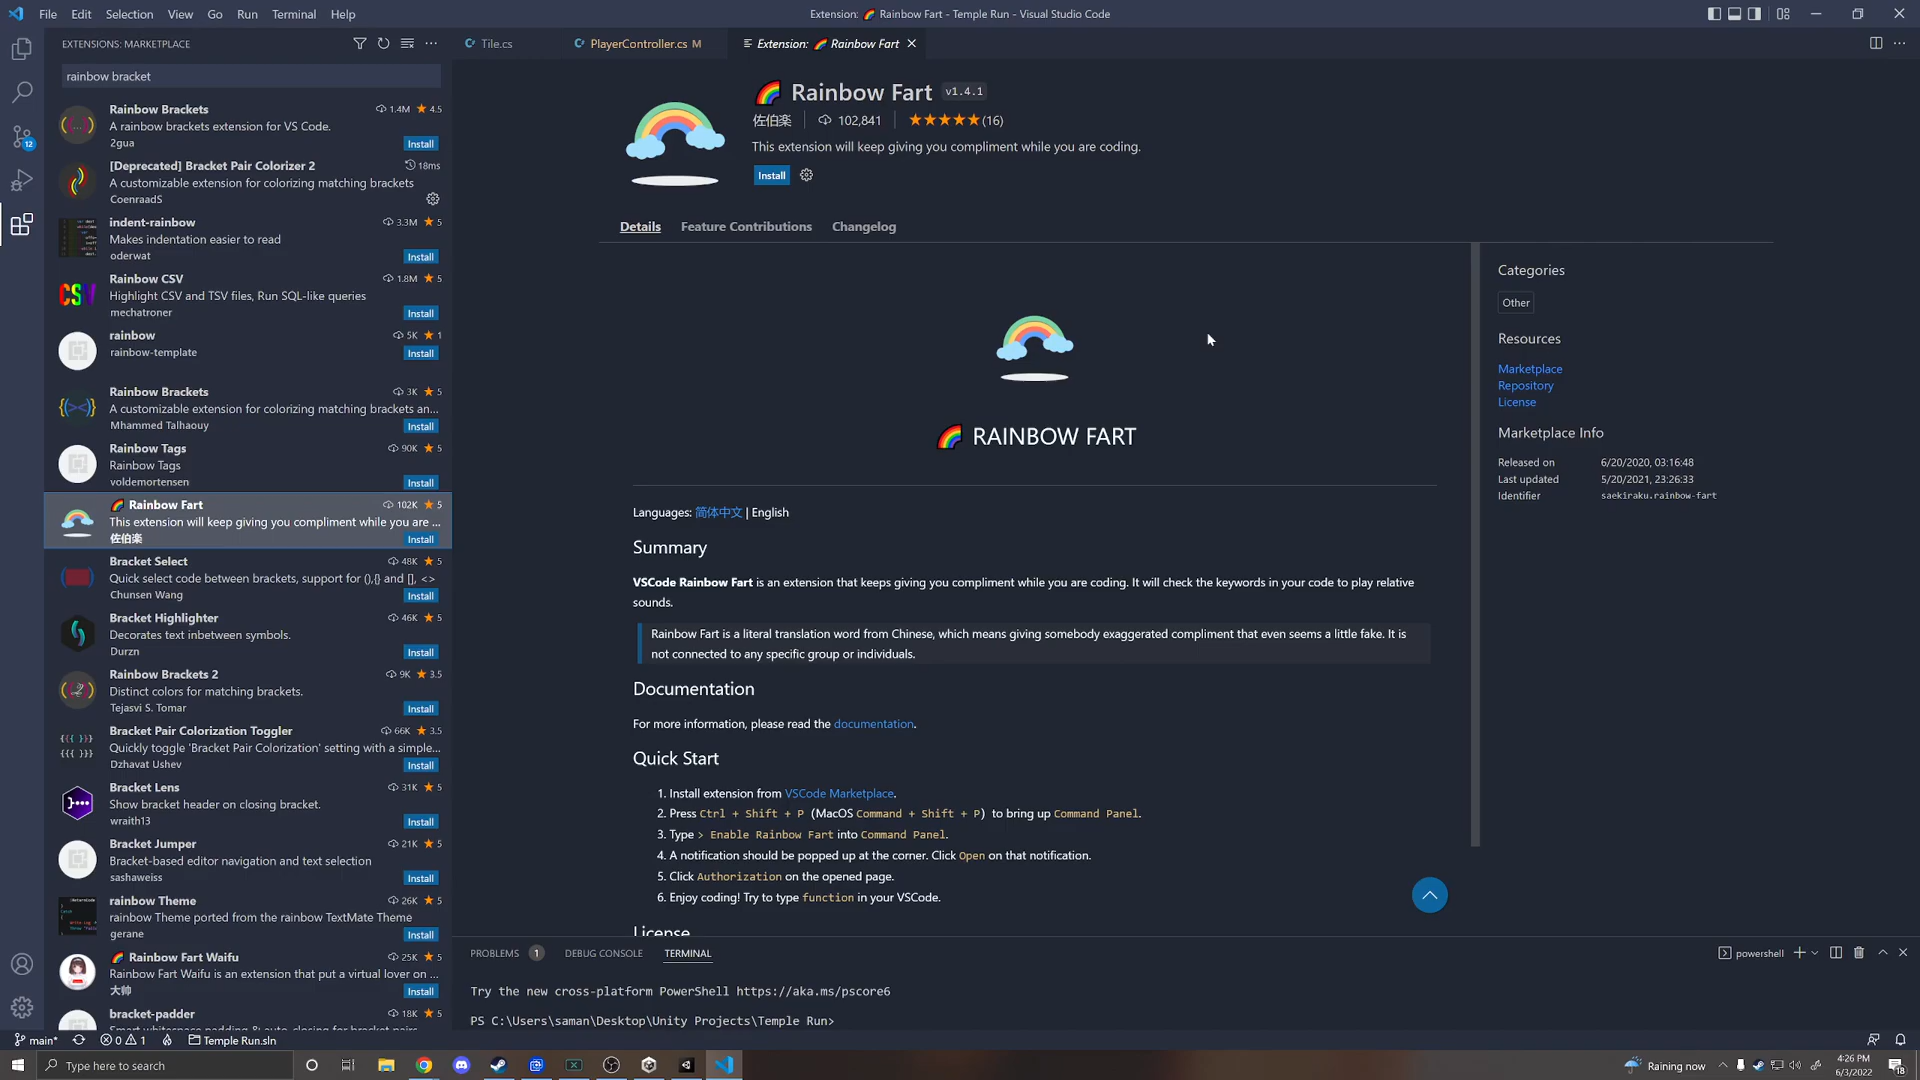 File Edit Selection View Go Run Terminal Help
Extension: 🌈 Rainbow Fart - Temple Run - Visual Studio Code
EXTENSIONS: MARKETPLACE
rainbow bracket
Rainbow Brackets 1.4M 4.5
A rainbow brackets extension for VS Code.
2gua Install
[Deprecated] Bracket Pair Colorizer 2 18ms
A customizable extension for colorizing matching brackets
CoenraadS
indent-rainbow 3.3M 5
Makes indentation easier to read
oderwat Install
CSV
Rainbow CSV 1.8M 5
Highlight CSV and TSV files, Run SQL-like queries
mechatroner Install
rainbow 5K 1
rainbow-template Install
Rainbow Brackets 3K 5
A customizable extension for colorizing matching brackets an...
Mhammed Talhaouy Install
Rainbow Tags 90K 5
Rainbow Tags
voldemortensen Install
🌈 Rainbow Fart 102K 5
This extension will keep giving you compliment while you are ...
佐伯楽 Install
Bracket Select 48K 5
Quick select code between brackets, support for (),{} and [], <>
Chunsen Wang Install
Bracket Highlighter 46K 5
Decorates text inbetween symbols.
Durzn Install
Rainbow Brackets 2 9K 3.5
Distinct colors for matching brackets.
Tejasvi S. Tomar Install
Bracket Pair Colorization Toggler 66K 3.5
Quickly toggle 'Bracket Pair Colorization' setting with a simple...
Dzhavat Ushev Install
Bracket Lens 31K 5
Show bracket header on closing bracket.
wraith13 Install
Bracket Jumper 21K 5
Bracket-based editor navigation and text selection
sashaweiss Install
rainbow Theme 26K 5
rainbow Theme ported from the rainbow TextMate Theme
gerane Install
🌈 Rainbow Fart Waifu 25K 5
Rainbow Fart Waifu is an extension that put a virtual lover on ...
大帅 Install
bracket-padder 18K 5
12
Tile.cs PlayerController.cs M Extension: 🌈 Rainbow Fart
🌈 Rainbow Fart v1.4.1
佐伯楽 102,841 ★★★★★(16)
This extension will keep giving you compliment while you are coding.
Install
Details Feature Contributions Changelog
🌈 RAINBOW FART
Languages: 简体中文 | English
Summary
VSCode Rainbow Fart is an extension that keeps giving you compliment while you are coding. It will check the keywords in your code to play relative
sounds.
Rainbow Fart is a literal translation word from Chinese, which means giving somebody exaggerated compliment that even seems a little fake. It is
not connected to any specific group or individuals.
Documentation
For more information, please read the documentation.
Quick Start
1. Install extension from VSCode Marketplace.
2. Press Ctrl + Shift + P (MacOS Command + Shift + P) to bring up Command Panel.
3. Type > Enable Rainbow Fart into Command Panel.
4. A notification should be popped up at the corner. Click Open on that notification.
5. Click Authorization on the opened page.
6. Enjoy coding! Try to type function in your VSCode.
License
Categories
Other
Resources
Marketplace
Repository
License
Marketplace Info
Released on 6/20/2020, 03:16:48
Last updated 5/20/2021, 23:26:33
Identifier saekiraku.rainbow-fart
PROBLEMS 1 DEBUG CONSOLE TERMINAL
powershell
Try the new cross-platform PowerShell https://aka.ms/pscore6
PS C:\Users\saman\Desktop\Unity Projects\Temple Run>
main* 0 1 Temple Run.sln
Type here to search
Raining now
4:26 PM
6/3/2022
18